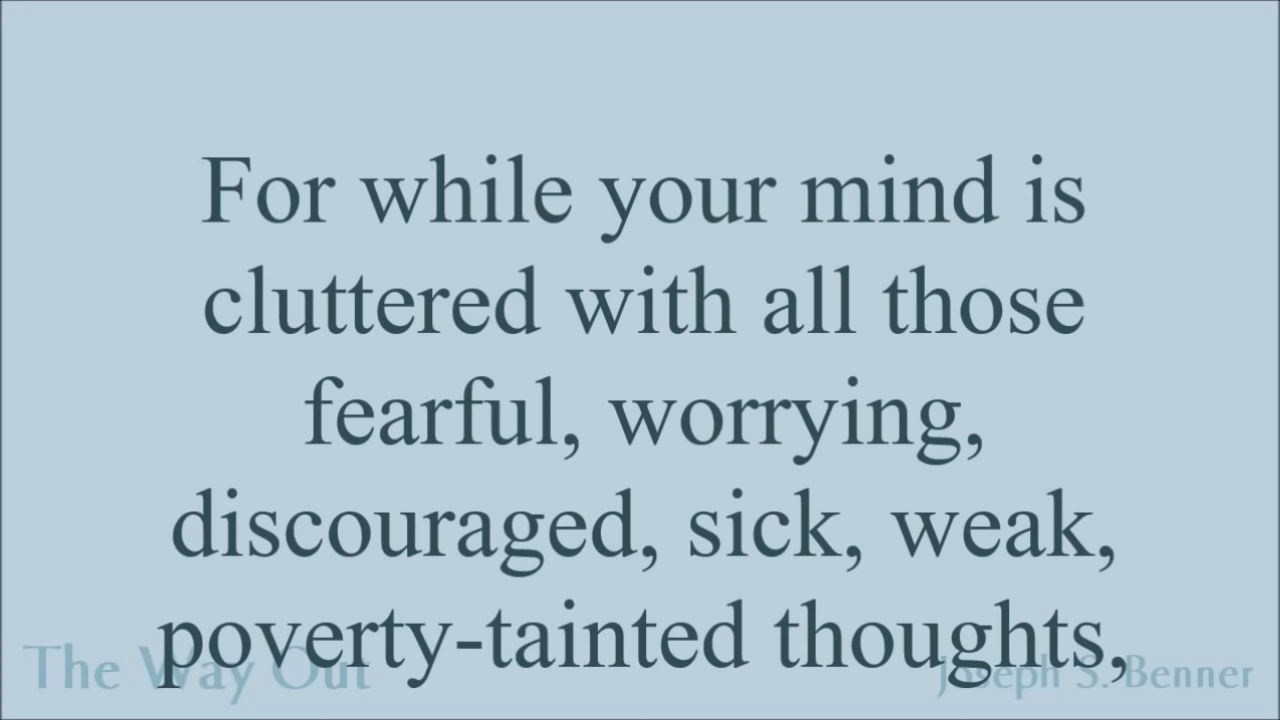 For while your mind is
cluttered with all those
fearful, worrying,
discouraged, sick, weak,
poverty-tainted thoughts,
The Way Out
Joseph S. Benner